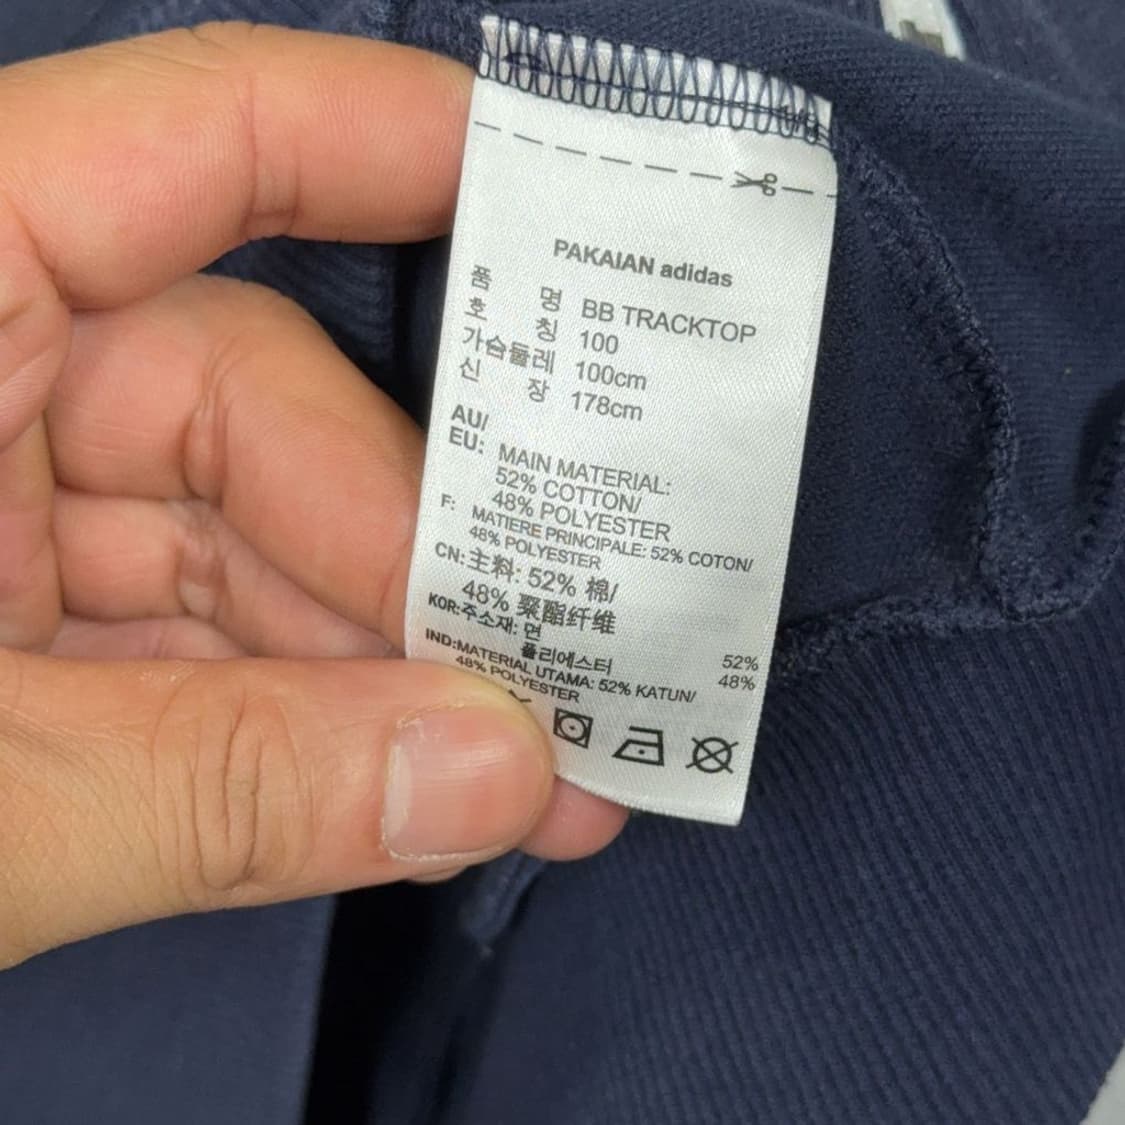 PAKAIAN adidas
품 명 BB TRACKTOP
호 칭 100
가슴둘레 100cm
신 장 178cm
AU/
EU: MAIN MATERIAL:
52% COTTON/
48% POLYESTER
F: MATIERE PRINCIPALE: 52% COTON/
48% POLYESTER
CN:主料: 52% 棉/
48% 聚酯纤维
KOR:주소재: 면 52%
폴리에스터 48%
IND:MATERIAL UTAMA: 52% KATUN/
48% POLYESTER